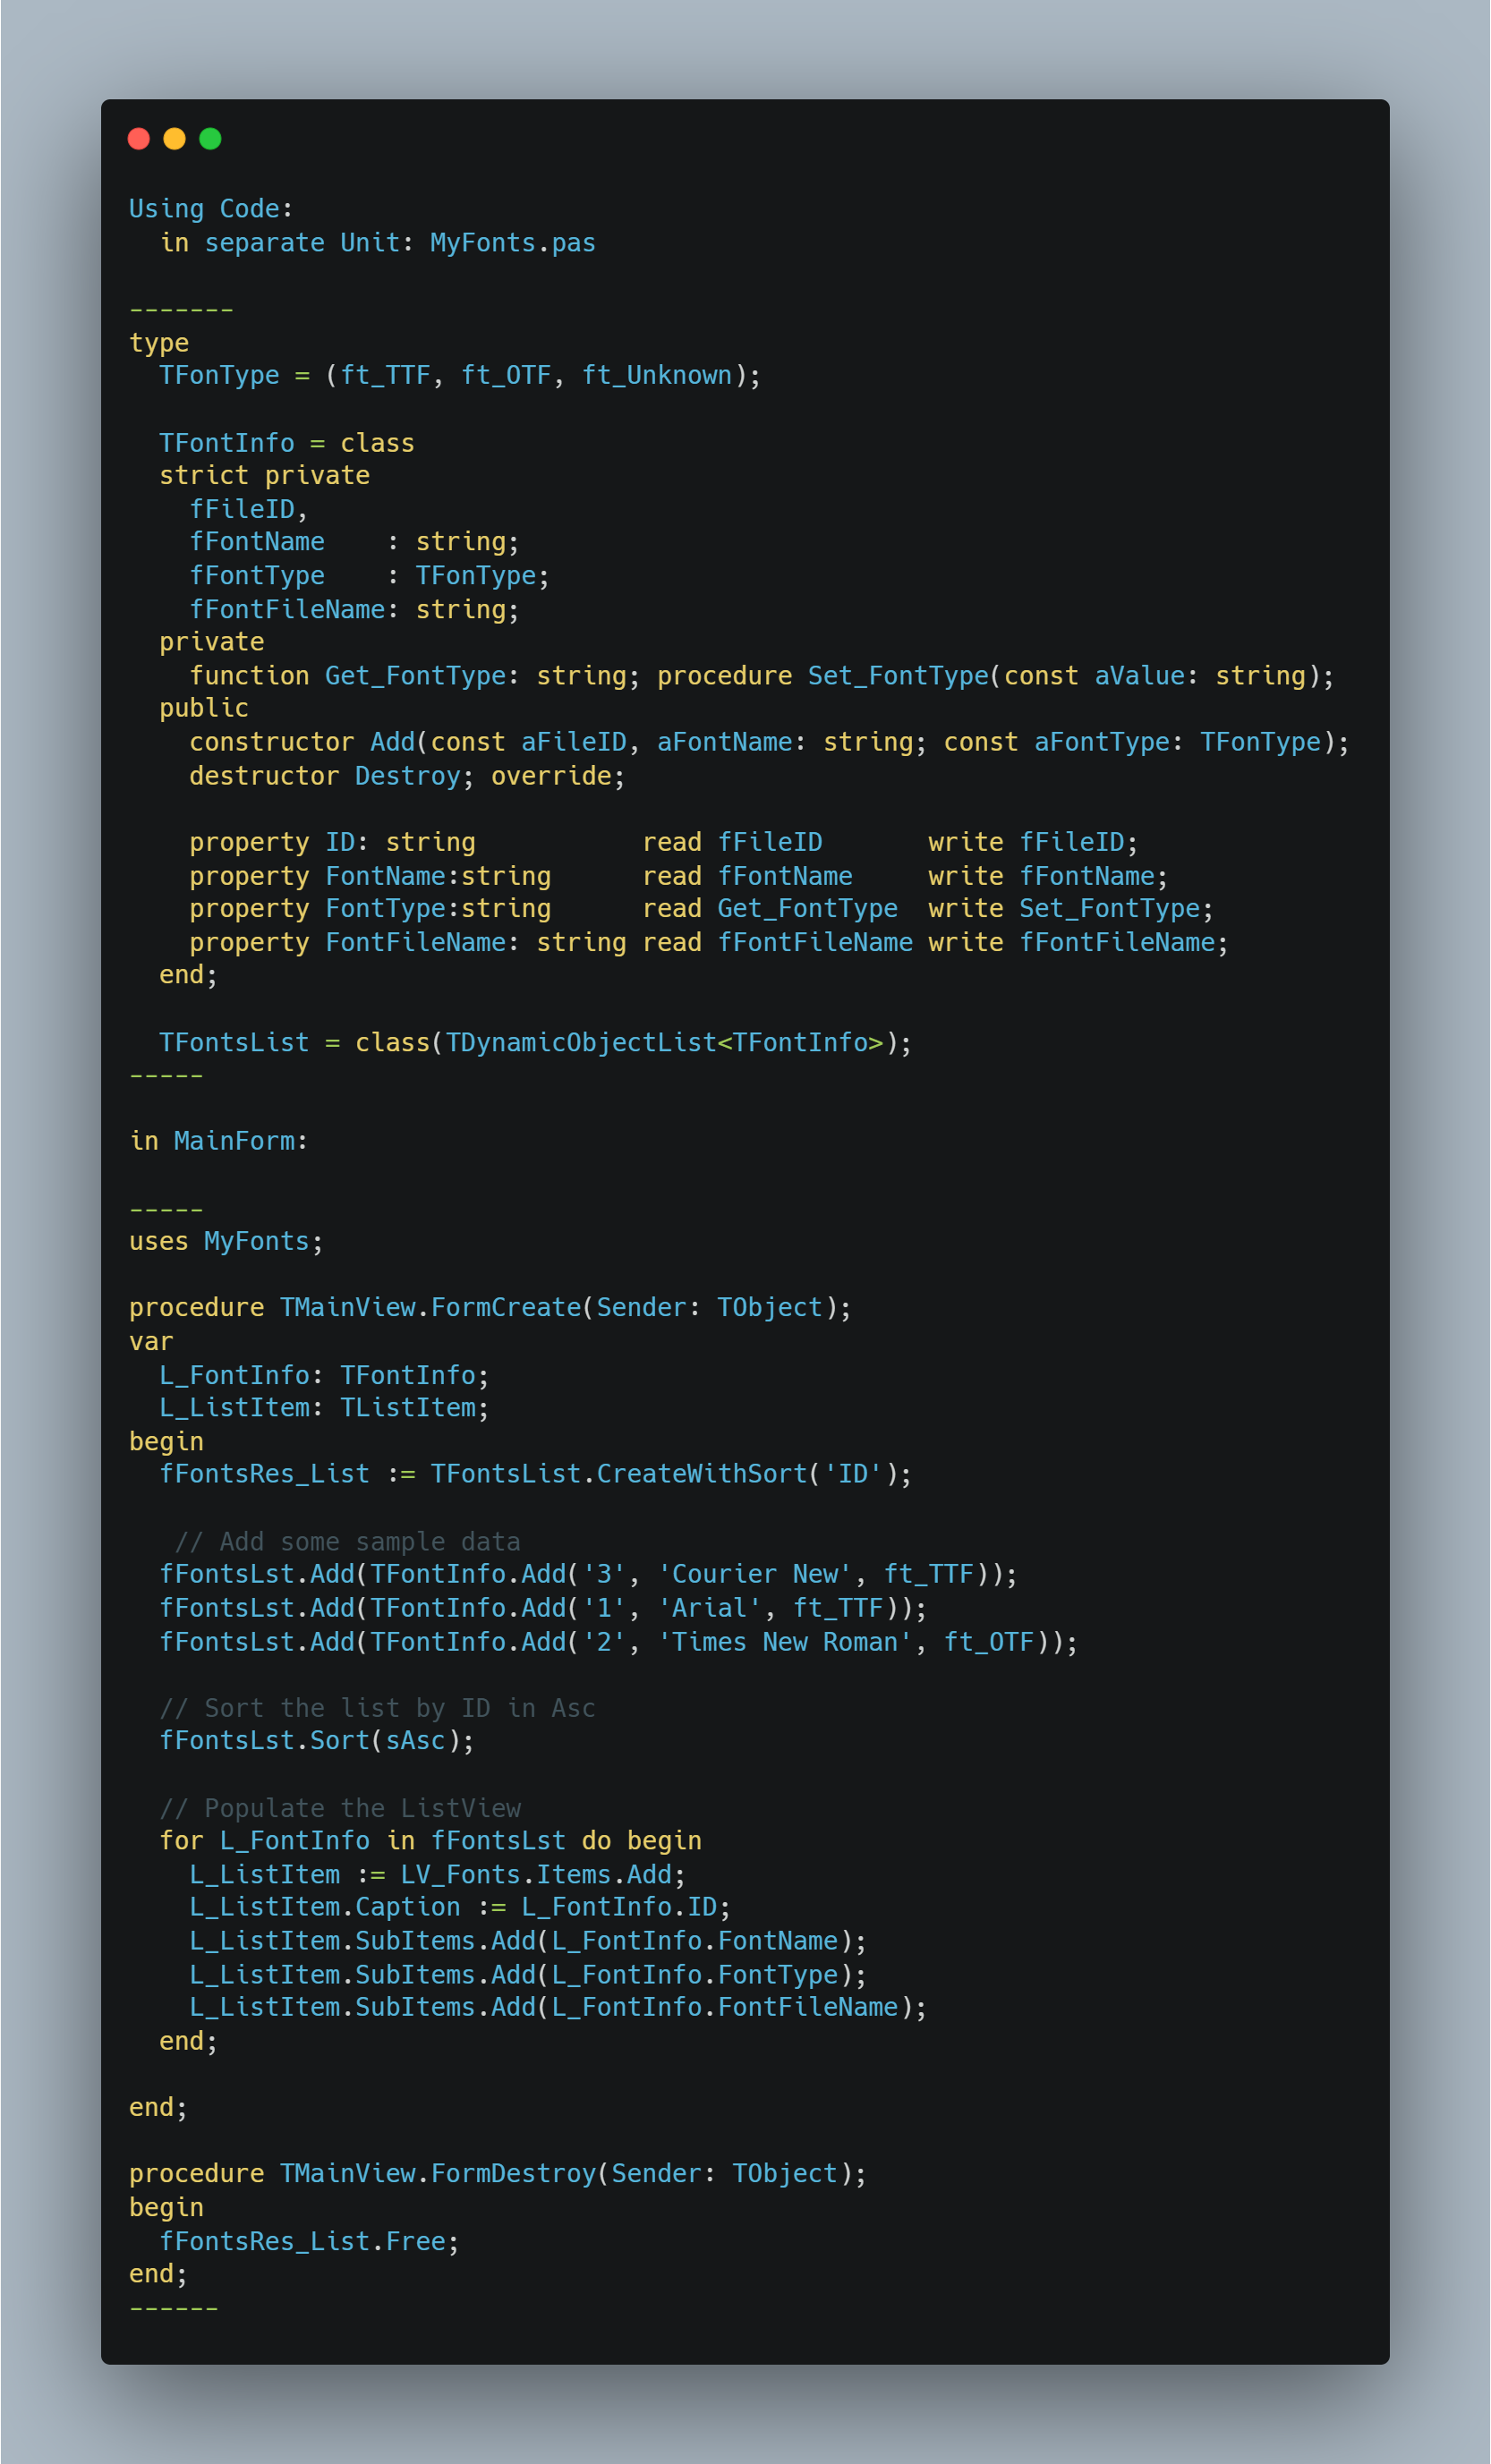 Using Code:
  in separate Unit: MyFonts.pas

-------
type
  TFonType = (ft_TTF, ft_OTF, ft_Unknown);

  TFontInfo = class
  strict private
    fFileID,
    fFontName    : string;
    fFontType    : TFonType;
    fFontFileName: string;
  private
    function Get_FontType: string; procedure Set_FontType(const aValue: string);
  public
    constructor Add(const aFileID, aFontName: string; const aFontType: TFonType);
    destructor Destroy; override;

    property ID: string           read fFileID       write fFileID;
    property FontName:string      read fFontName     write fFontName;
    property FontType:string      read Get_FontType  write Set_FontType;
    property FontFileName: string read fFontFileName write fFontFileName;
  end;

  TFontsList = class(TDynamicObjectList<TFontInfo>);
-----

in MainForm:

-----
uses MyFonts;

procedure TMainView.FormCreate(Sender: TObject);
var
  L_FontInfo: TFontInfo;
  L_ListItem: TListItem;
begin
  fFontsRes_List := TFontsList.CreateWithSort('ID');

   // Add some sample data
  fFontsLst.Add(TFontInfo.Add('3', 'Courier New', ft_TTF));
  fFontsLst.Add(TFontInfo.Add('1', 'Arial', ft_TTF));
  fFontsLst.Add(TFontInfo.Add('2', 'Times New Roman', ft_OTF));

  // Sort the list by ID in Asc
  fFontsLst.Sort(sAsc);

  // Populate the ListView
  for L_FontInfo in fFontsLst do begin
    L_ListItem := LV_Fonts.Items.Add;
    L_ListItem.Caption := L_FontInfo.ID;
    L_ListItem.SubItems.Add(L_FontInfo.FontName);
    L_ListItem.SubItems.Add(L_FontInfo.FontType);
    L_ListItem.SubItems.Add(L_FontInfo.FontFileName);
  end;

end;

procedure TMainView.FormDestroy(Sender: TObject);
begin
  fFontsRes_List.Free;
end;
------